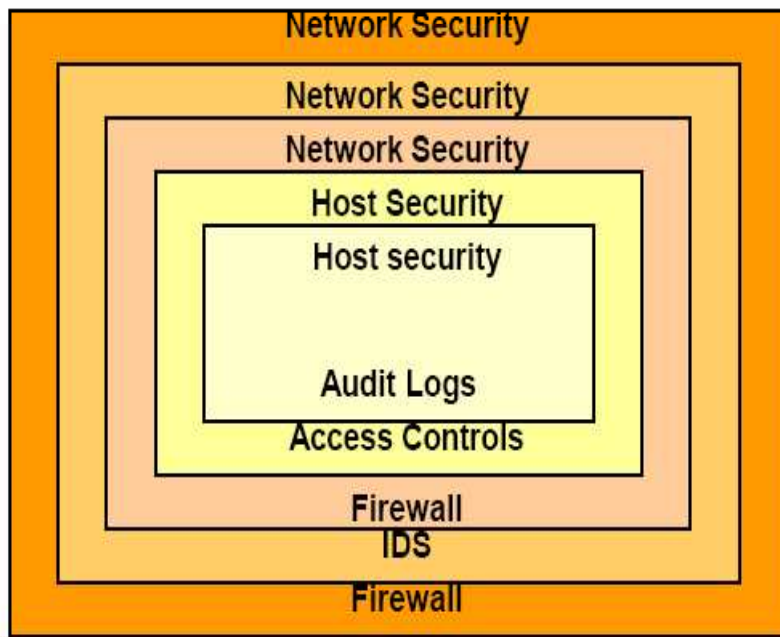 Network Security
Network Security
Network Security
Host Security
Host security
Audit Logs
Access Controls
Firewall
IDS
Firewall